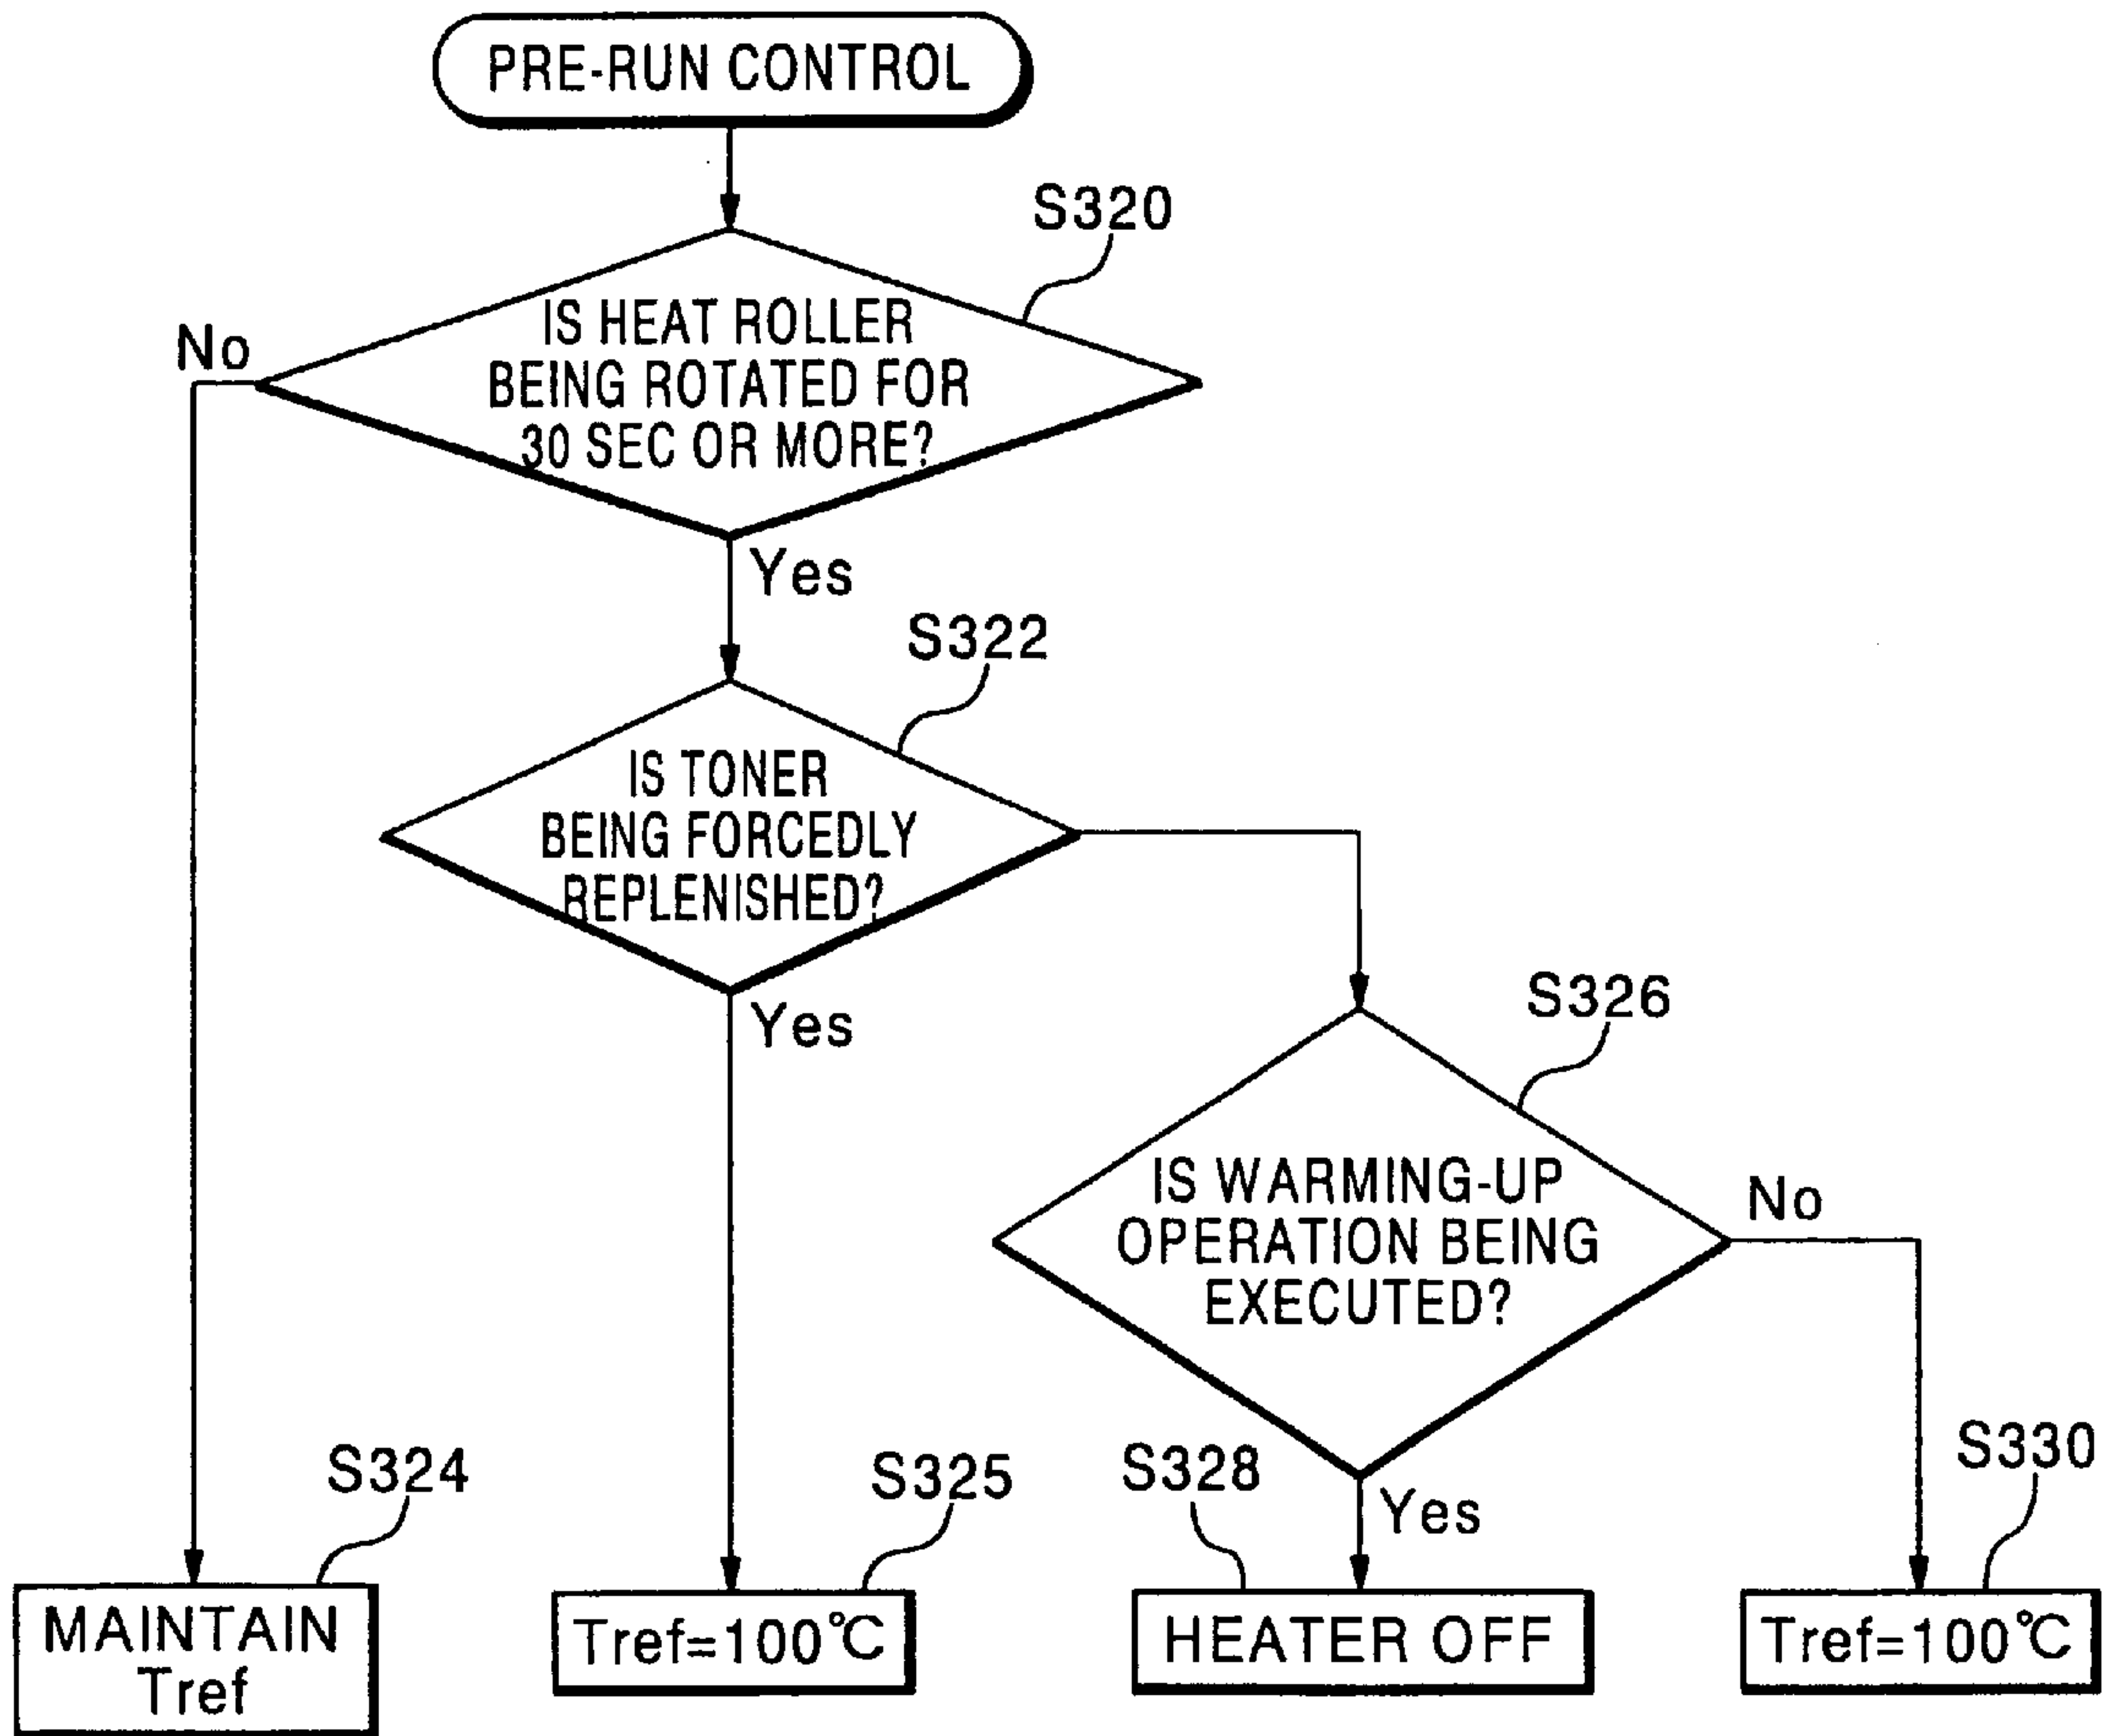 PRE-RUN CONTROL
S320
IS HEAT ROLLER
BEING ROTATED FOR
30 SEC OR MORE?
No
Yes
S322
IS TONER
BEING FORCEDLY
REPLENISHED?
Yes
S326
IS WARMING-UP
OPERATION BEING
EXECUTED?
No
Yes
S324
MAINTAIN
Tref
S325
Tref=100℃
S328
HEATER OFF
S330
Tref=100℃